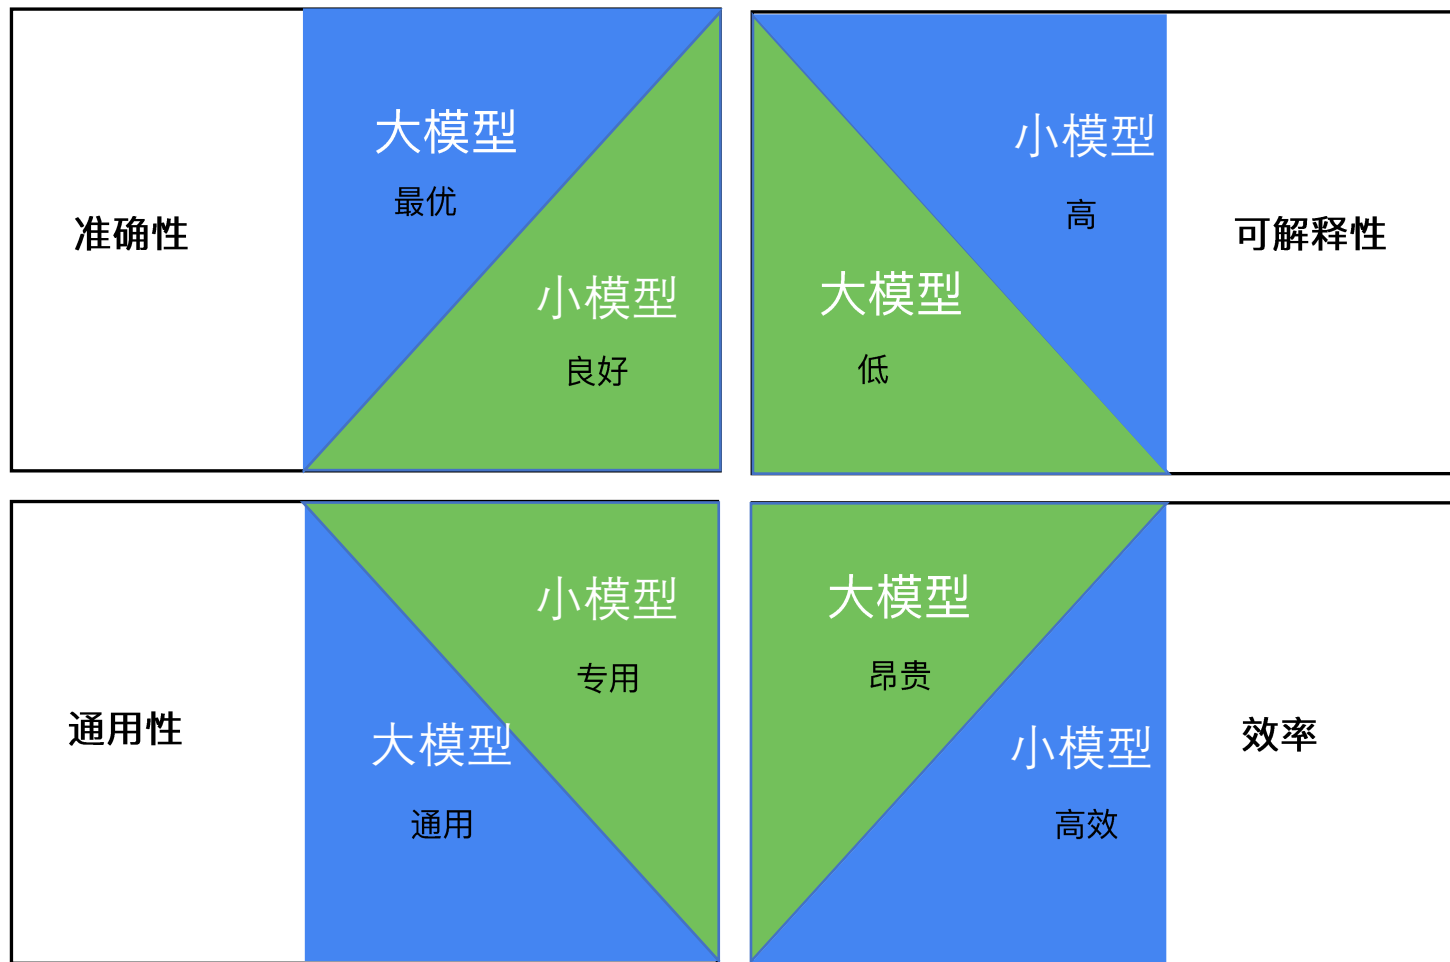 准确性
大模型
最优
小模型
良好
小模型
高
大模型
低
可解释性
通用性
小模型
专用
大模型
通用
大模型
昂贵
小模型
高效
效率